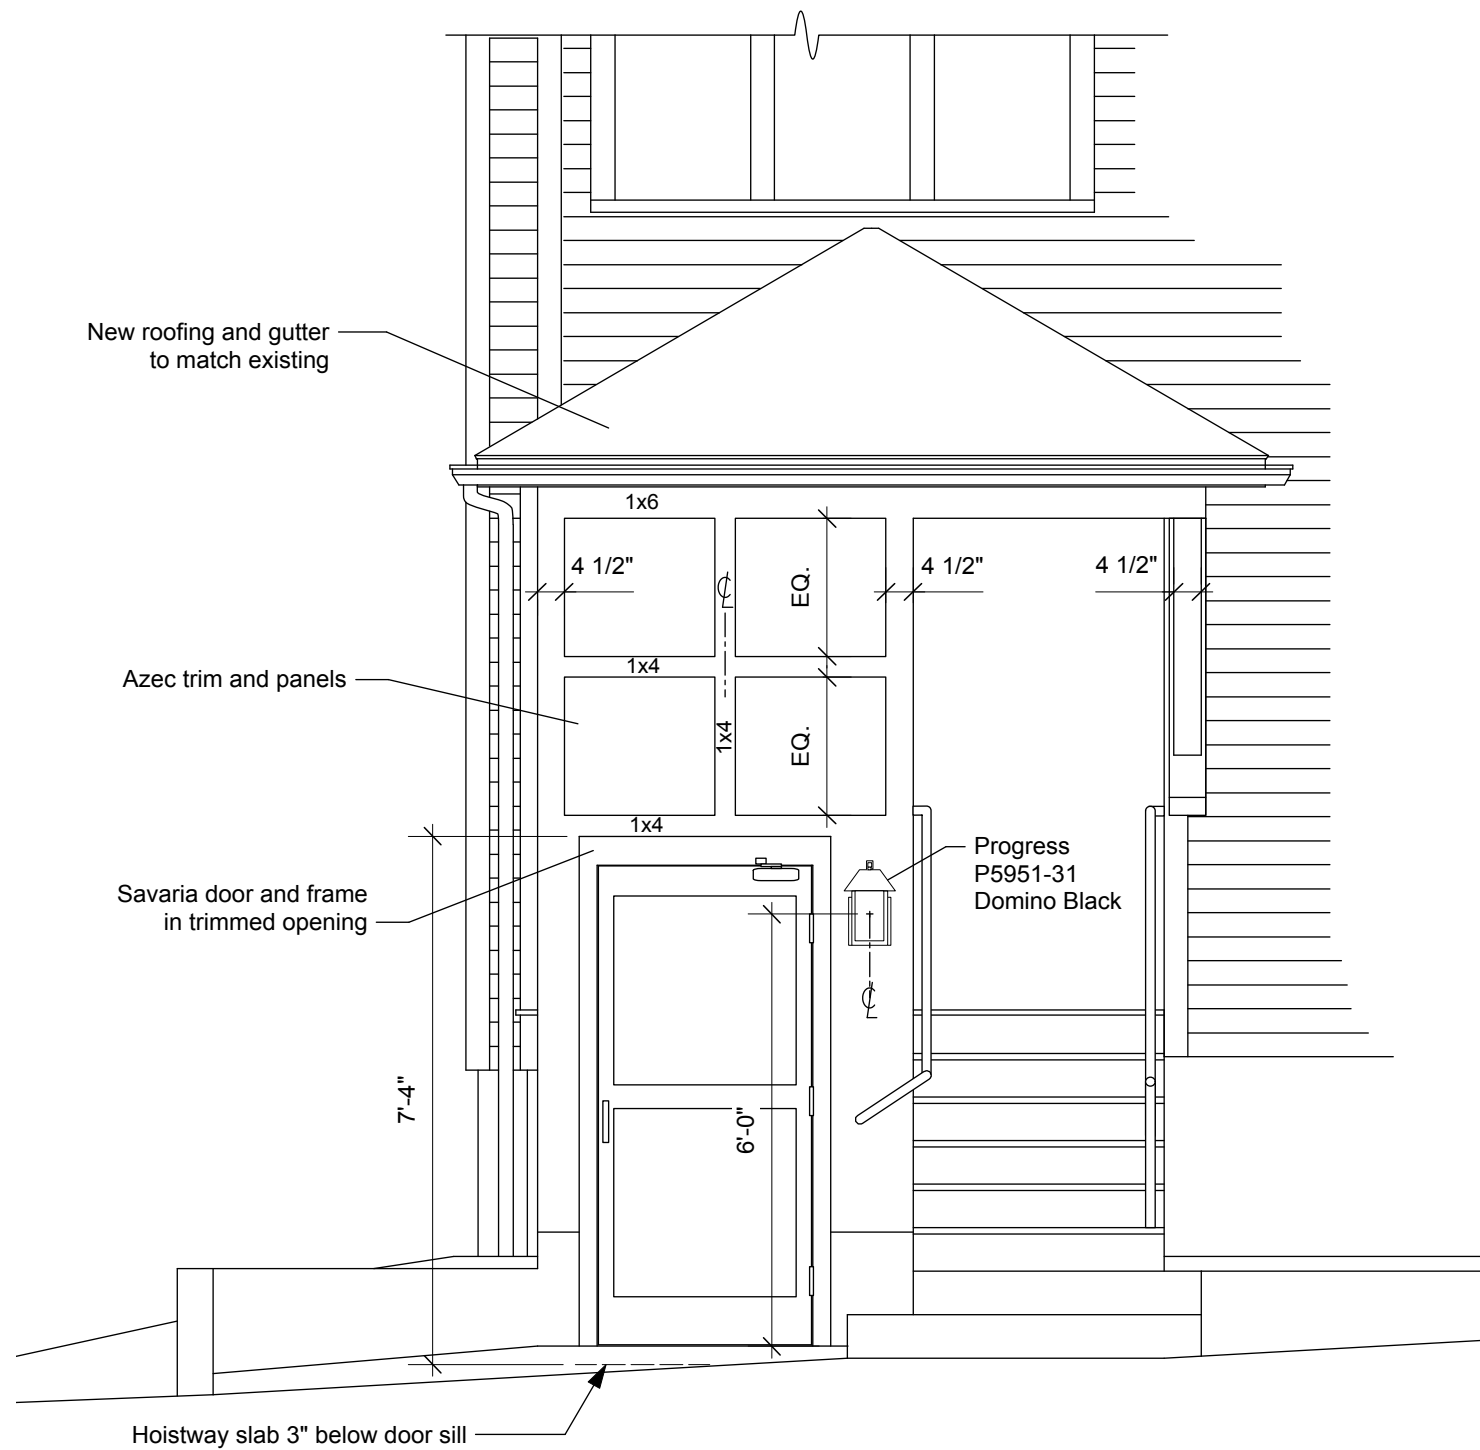 New roofing and gutter
to match existing
1x6
4 1/2"
℄
EQ.
4 1/2"
4 1/2"
1x4
Azec trim and panels
1x4
EQ.
1x4
Progress
P5951-31
Domino Black
Savaria door and frame
in trimmed opening
℄
7'-4"
6'-0"
Hoistway slab 3" below door sill